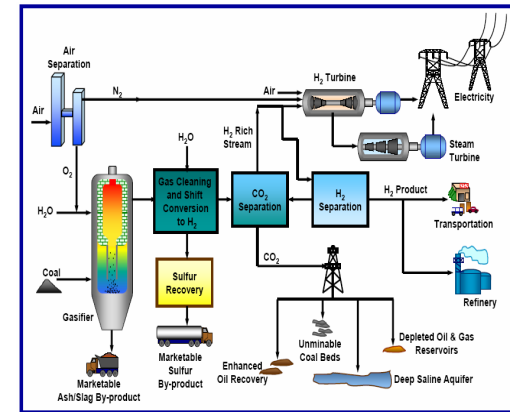 Air
Separation
Air
N2
Air
H2 Turbine
Electricity
Steam
Turbine
H2O
H2 Rich
Stream
O2
H2O
Coal
Gasifier
Gas Cleaning
and Shift
Conversion
to H2
CO2
Separation
H2
Separation
H2 Product
Transportation
Refinery
Sulfur
Recovery
CO2
Marketable
Ash/Slag By-product
Marketable
Sulfur
By-product
Enhanced
Oil Recovery
Unminable
Coal Beds
Deep Saline Aquifer
Depleted Oil & Gas
Reservoirs